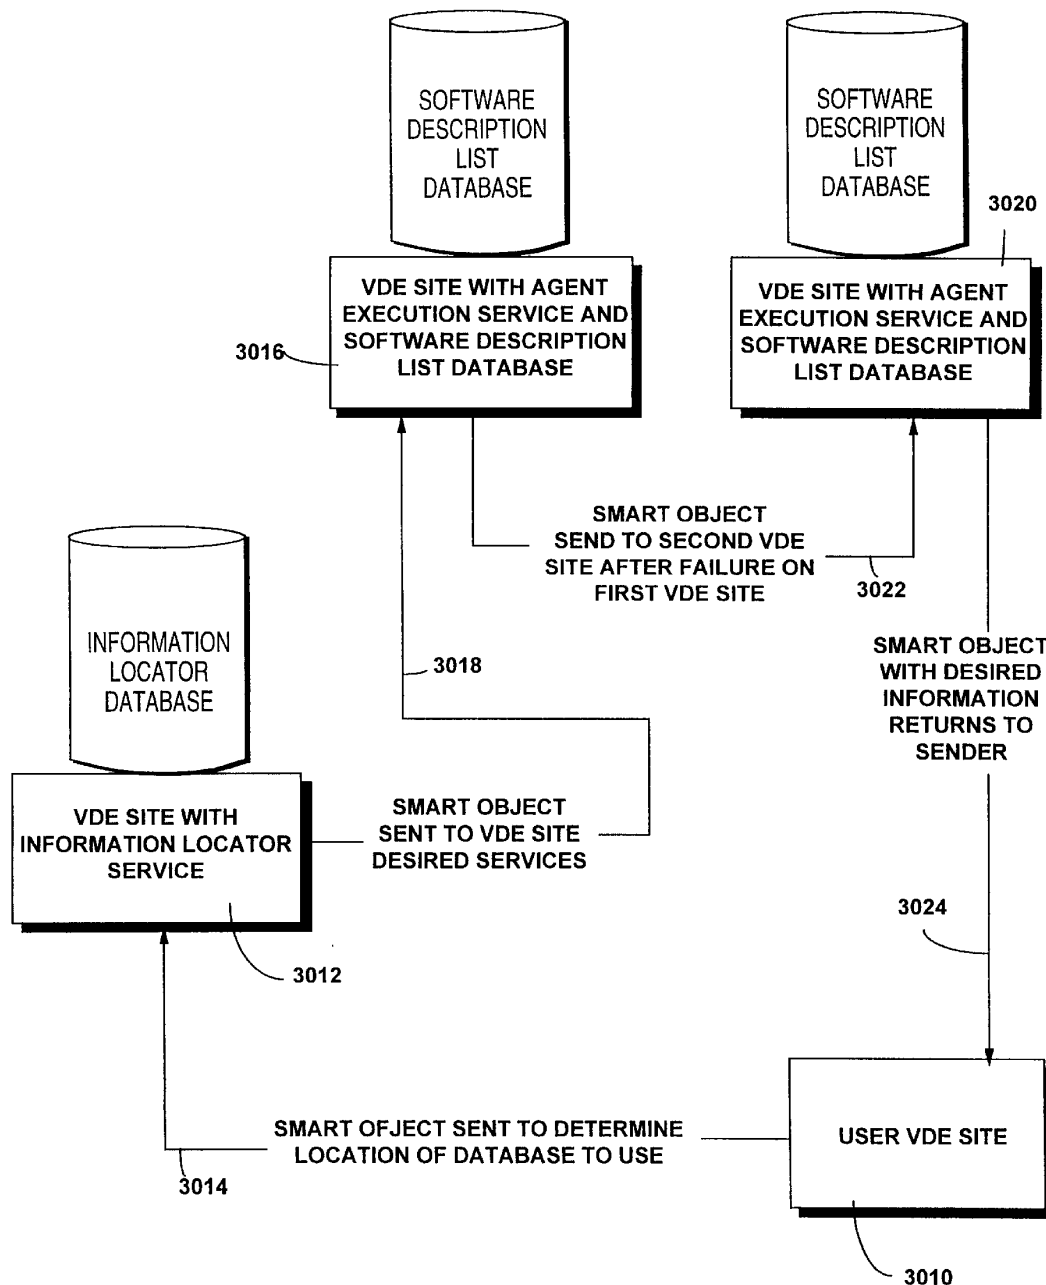 SOFTWARE
DESCRIPTION
LIST
DATABASE
SOFTWARE
DESCRIPTION
LIST
DATABASE
3020
VDE SITE WITH AGENT
EXECUTION SERVICE AND
SOFTWARE DESCRIPTION
LIST DATABASE
3016
VDE SITE WITH AGENT
EXECUTION SERVICE AND
SOFTWARE DESCRIPTION
LIST DATABASE
SMART OBJECT
SEND TO SECOND VDE
SITE AFTER FAILURE ON
FIRST VDE SITE
3022
INFORMATION
LOCATOR
DATABASE
3018
SMART OBJECT
WITH DESIRED
INFORMATION
RETURNS TO
SENDER
VDE SITE WITH
INFORMATION LOCATOR
SERVICE
SMART OBJECT
SENT TO VDE SITE
DESIRED SERVICES
3024
3012
SMART OFJECT SENT TO DETERMINE
LOCATION OF DATABASE TO USE
USER VDE SITE
3014
3010